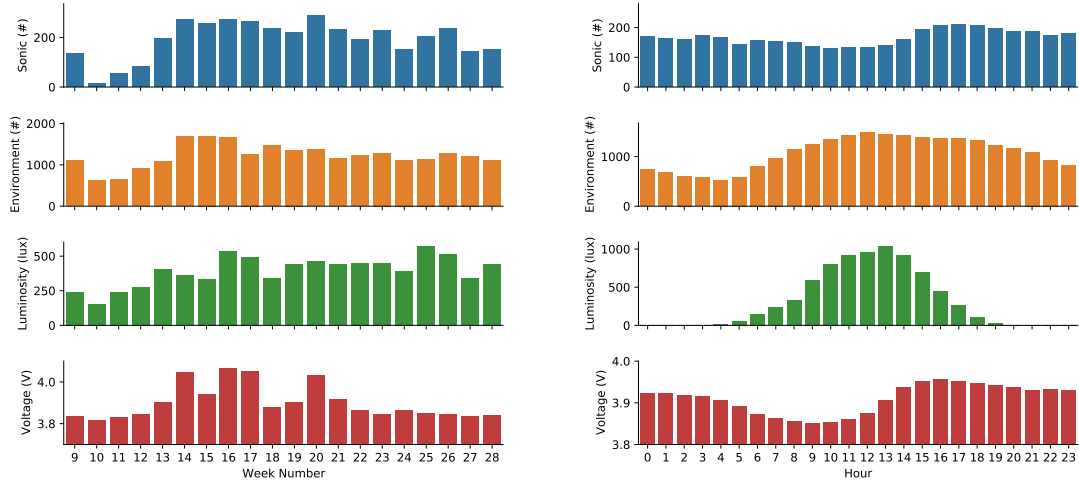 Sonic (#)
200
0
Environment (#)
2000
1000
0
Luminosity (lux)
500
250
0
Voltage (V)
4.0
3.8
9 10 11 12 13 14 15 16 17 18 19 20 21 22 23 24 25 26 27 28
Week Number
Sonic (#)
200
100
0
Environment (#)
1000
0
Luminosity (lux)
1000
500
0
Voltage (V)
4.0
3.9
3.8
0 1 2 3 4 5 6 7 8 9 10 11 12 13 14 15 16 17 18 19 20 21 22 23
Hour